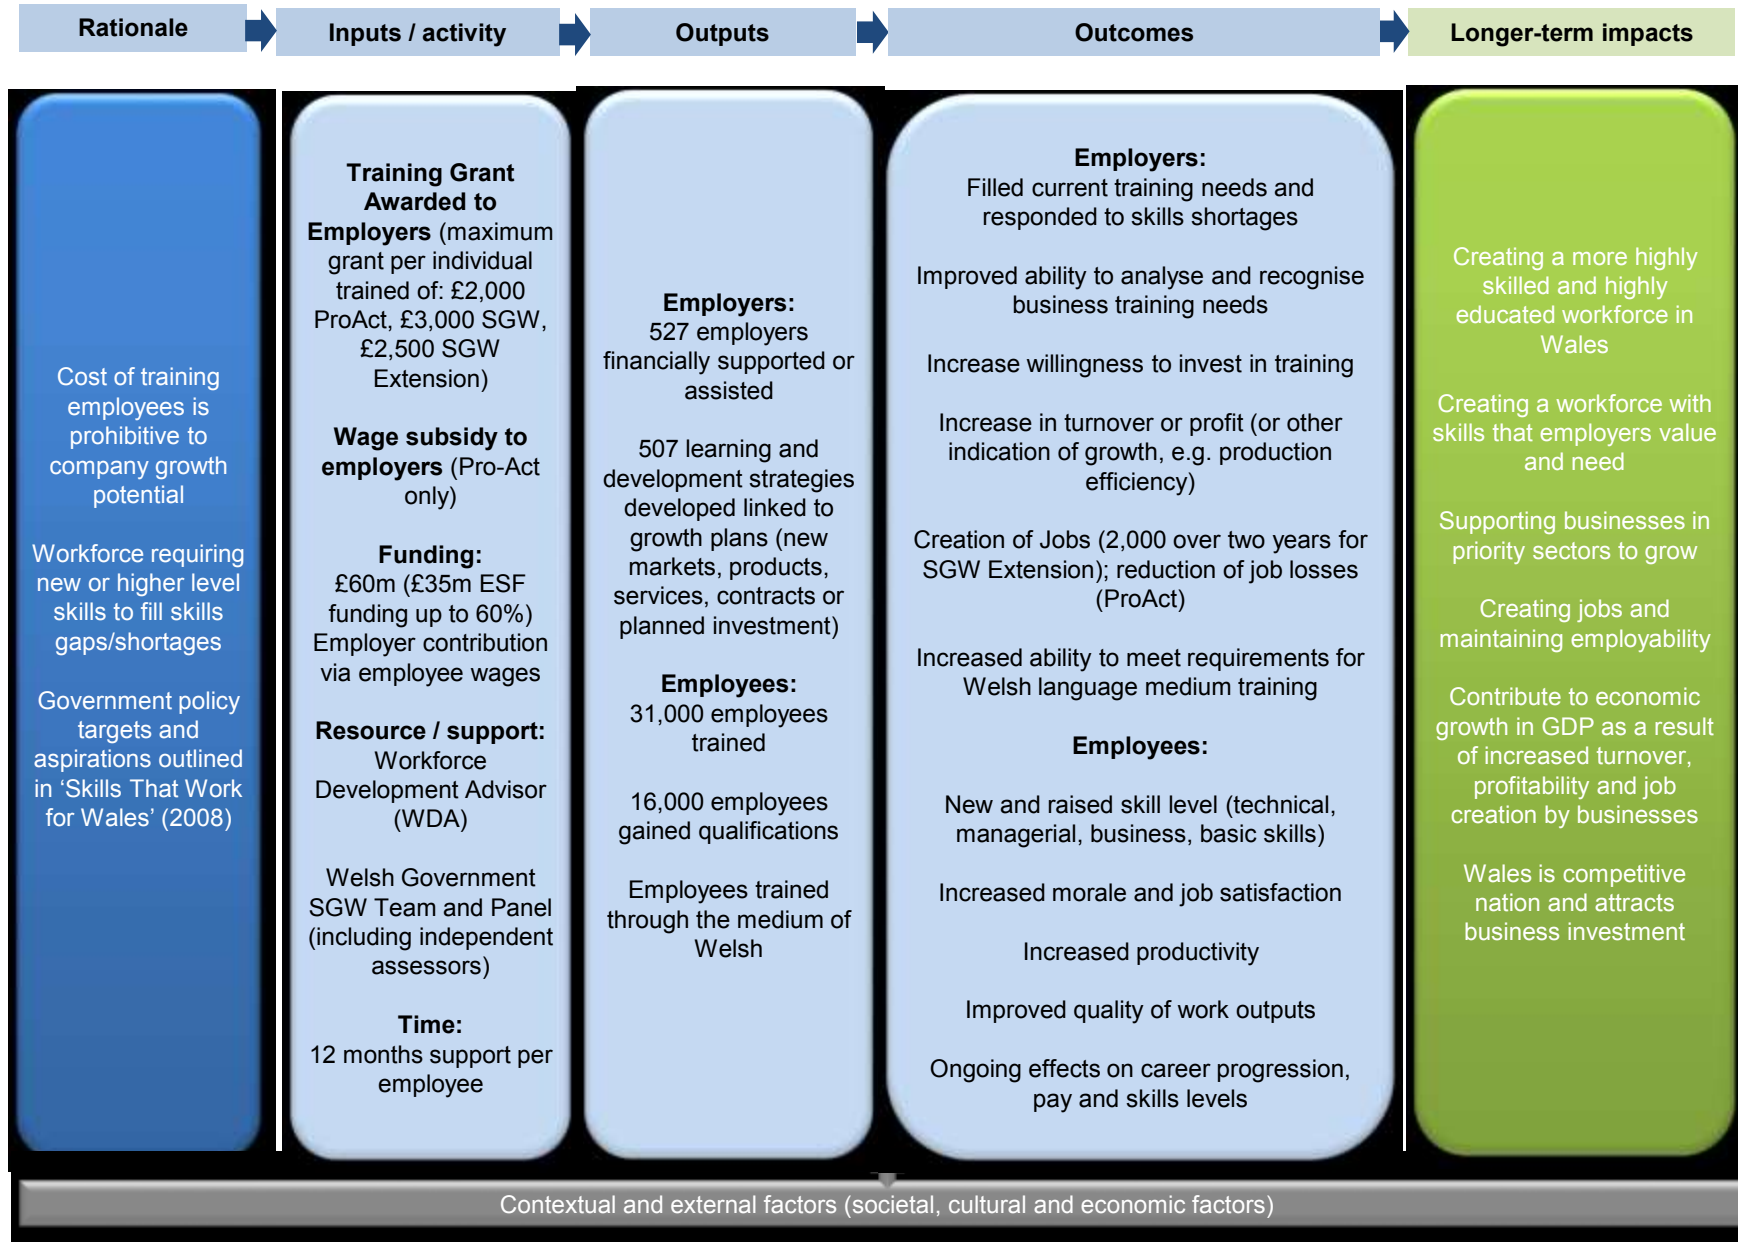 Rationale
Inputs / activity
Outputs
Outcomes
Longer-term impacts
Cost of training
employees is
prohibitive to
company growth
potential
Workforce requiring
new or higher level
skills to fill skills
gaps/shortages
Government policy
targets and
aspirations outlined
in ‘Skills That Work
for Wales’ (2008)
Training Grant
Awarded to
Employers (maximum
grant per individual
trained of: £2,000
ProAct, £3,000 SGW,
£2,500 SGW
Extension)
Wage subsidy to
employers (Pro-Act
only)
Funding:
£60m (£35m ESF
funding up to 60%)
Employer contribution
via employee wages
Resource / support:
Workforce
Development Advisor
(WDA)
Welsh Government
SGW Team and Panel
(including independent
assessors)
Time:
12 months support per
employee
Employers:
527 employers
financially supported or
assisted
507 learning and
development strategies
developed linked to
growth plans (new
markets, products,
services, contracts or
planned investment)
Employees:
31,000 employees
trained
16,000 employees
gained qualifications
Employees trained
through the medium of
Welsh
Employers:
Filled current training needs and
responded to skills shortages
Improved ability to analyse and recognise
business training needs
Increase willingness to invest in training
Increase in turnover or profit (or other
indication of growth, e.g. production
efficiency)
Creation of Jobs (2,000 over two years for
SGW Extension); reduction of job losses
(ProAct)
Increased ability to meet requirements for
Welsh language medium training
Employees:
New and raised skill level (technical,
managerial, business, basic skills)
Increased morale and job satisfaction
Increased productivity
Improved quality of work outputs
Ongoing effects on career progression,
pay and skills levels
Creating a more highly
skilled and highly
educated workforce in
Wales
Creating a workforce with
skills that employers value
and need
Supporting businesses in
priority sectors to grow
Creating jobs and
maintaining employability
Contribute to economic
growth in GDP as a result
of increased turnover,
profitability and job
creation by businesses
Wales is competitive
nation and attracts
business investment
Contextual and external factors (societal, cultural and economic factors)